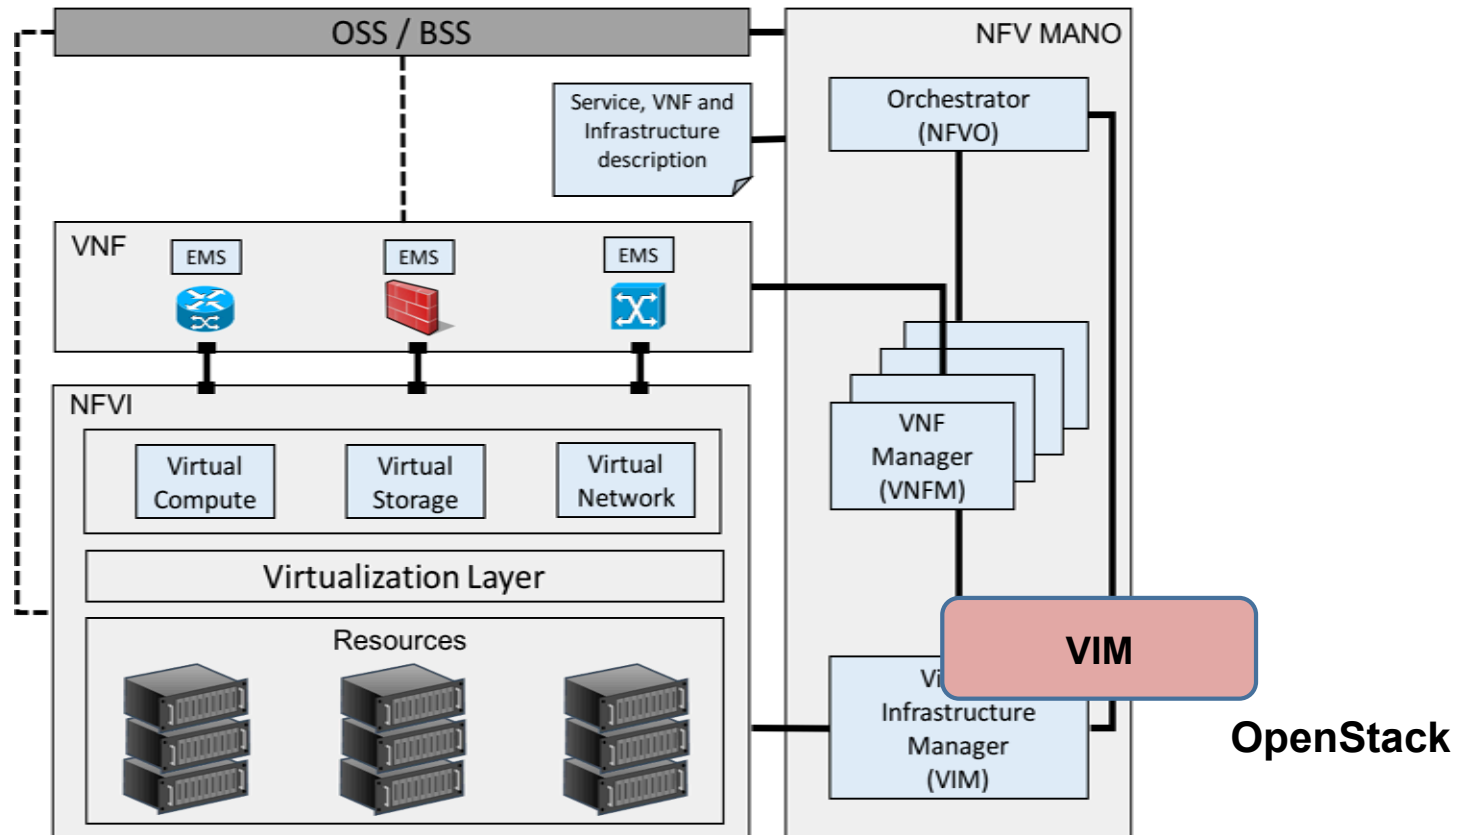 OSS / BSS
NFV MANO
Service, VNF and
Infrastructure
description
Orchestrator
(NFVO)
VNF
EMS
EMS
EMS
NFVI
Virtual
Compute
Virtual
Storage
Virtual
Network
VNF
Manager
(VNFM)
Virtualization Layer
Resources
VIM
Vi
Infrastructure
Manager
(VIM)
OpenStack